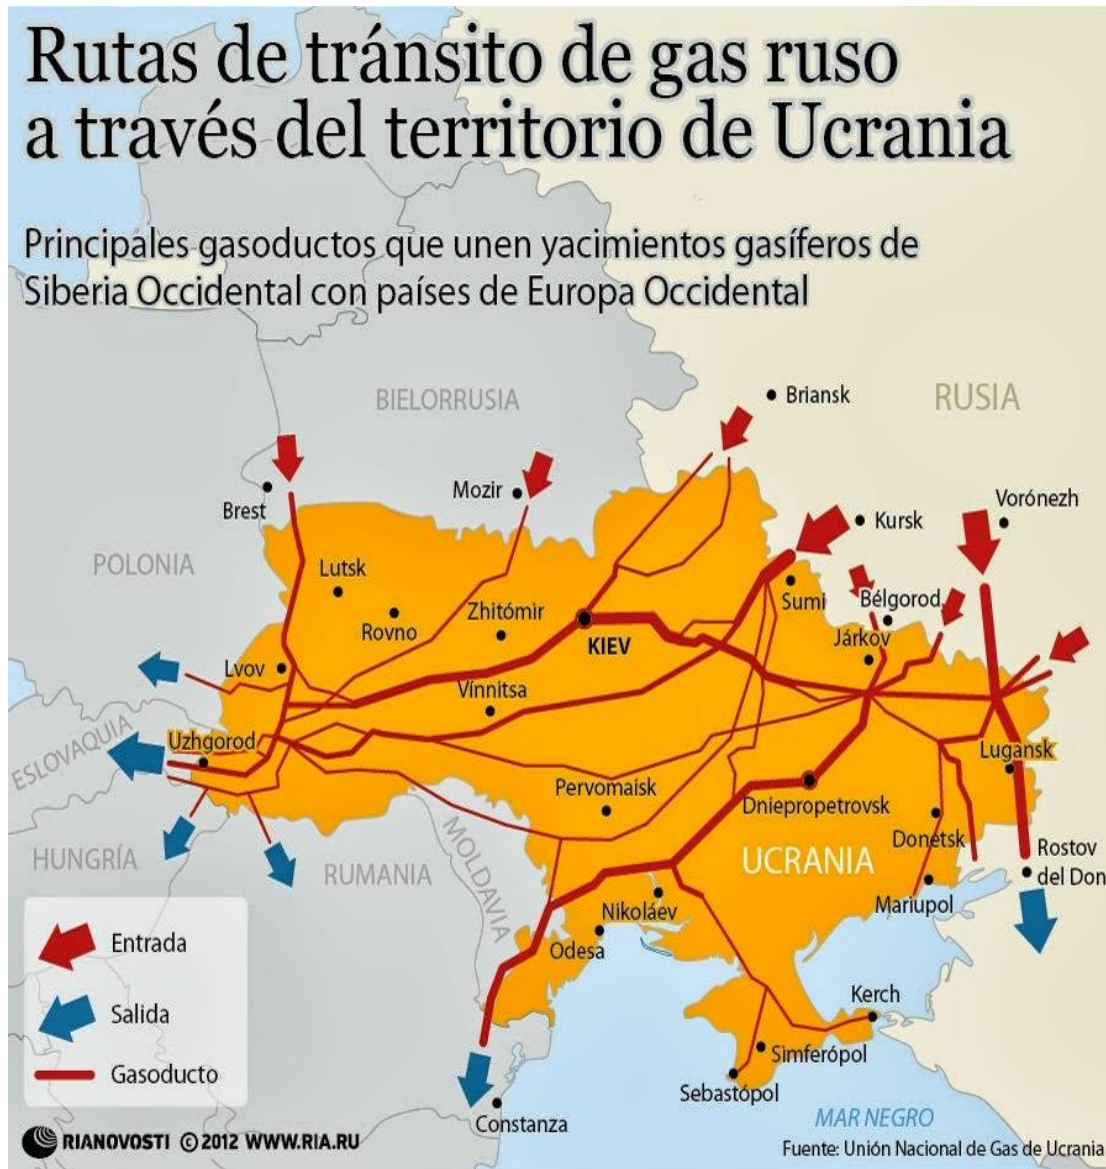 Rutas de tránsito de gas ruso
a través del territorio de Ucrania
Principales gasoductos que unen yacimientos gasíferos de
Siberia Occidental con países de Europa Occidental
Briansk
RUSIA
BIELORRUSIA
Mozir
Vorónezh
Brest
Kursk
POLONIA
Lutsk
Sumi
Bélgorod
Rovno
Zhitómir
KIEV
Járkov
Lvov
Vínnitsa
Uzhgorod
ESLOVAQUIA
Lugansk
Pervomaisk
Dniepropetrovsk
Donetsk
Rostov
del Don
HUNGRÍA
RUMANIA
MOLDAVIA
UCRANIA
Mariupol
Nikoláev
Odesa
Entrada
Salida
Gasoducto
Kerch
Simferópol
Sebastópol
Constanza
MAR NEGRO
RIANOVOSTI © 2012 WWW.RIA.RU
Fuente: Unión Nacional de Gas de Ucrania